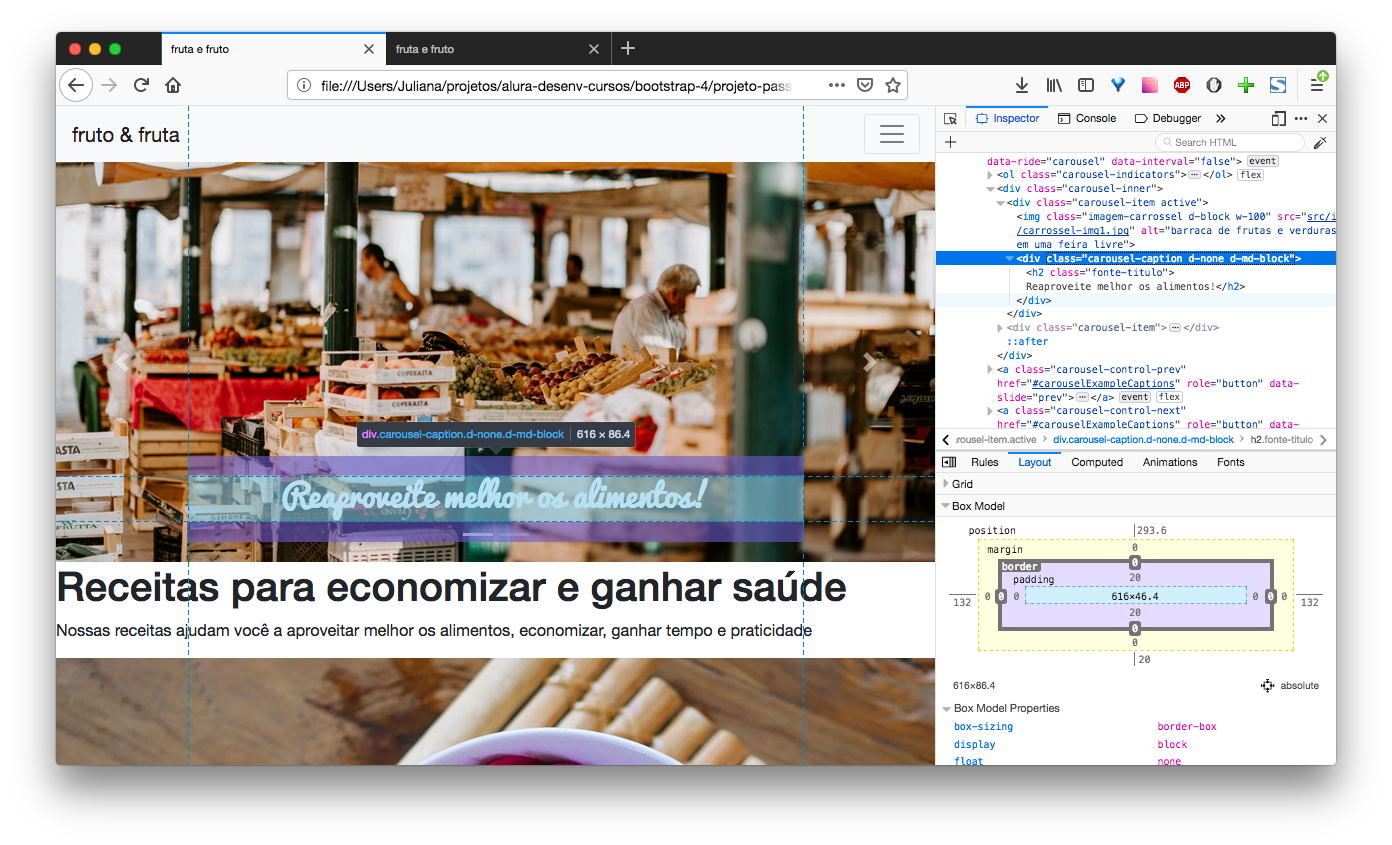 fruta e fruto
fruta e fruto
file:///Users/Juliana/projetos/alura-desenv-cursos/bootstrap-4/projeto-pass
ABP
fruto & fruta
COPERASTA
COPERASTA
ASTA
STA
FRUTTA
div.carousel-caption.d-none.d-md-block | 616 × 86.4
Reaproveite melhor os alimentos!
Receitas para economizar e ganhar saúde
Nossas receitas ajudam você a aproveitar melhor os alimentos, economizar, ganhar tempo e praticidade
Inspector
Console
Debugger
Search HTML
data-ride="carousel" data-interval="false"> event
<ol class="carousel-indicators"></ol> flex
<div class="carousel-inner">
<div class="carousel-item active">
<img class="imagem-carrossel d-block w-100" src="src/i
/carrossel-img1.jpg" alt="barraca de frutas e verduras
em uma feira livre">
<div class="carousel-caption d-none d-md-block">
<h2 class="fonte-titulo">
Reaproveite melhor os alimentos!</h2>
</div>
</div>
<div class="carousel-item"></div>
::after
</div>
<a class="carousel-control-prev"
href="#carouselExampleCaptions" role="button" data-
slide="prev"></a> event flex
<a class="carousel-control-next"
href="#carouselExampleCaptions" role="button" data-
rousel-item.active
div.carousel-caption.d-none.d-md-block
h2.fonte-titulo
Rules
Layout
Computed
Animations
Fonts
Grid
Box Model
position
293.6
margin
0
border
0
padding
20
132
0
0
0
616×46.4
0
0
0
132
20
0
0
20
616×86.4
absolute
Box Model Properties
box-sizing
border-box
display
block
float
none